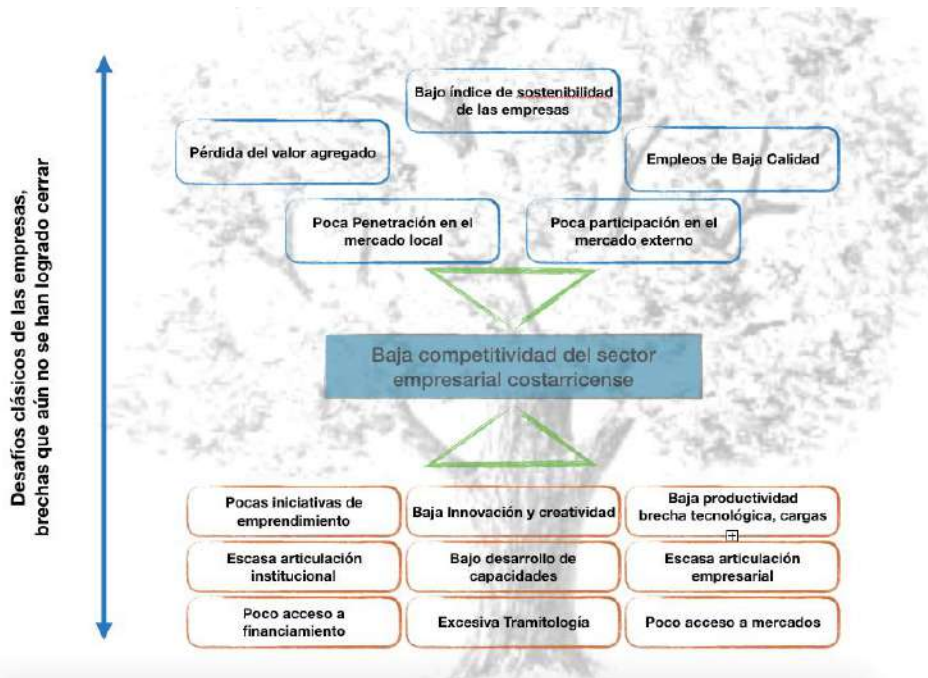 Desafíos clásicos de las empresas,
brechas que aún no se han logrado cerrar
Bajo índice de sostenibilidad
de las empresas
Pérdida del valor agregado
Empleos de Baja Calidad
Poca Penetración en el
mercado local
Poca participación en el
mercado externo
Baja competitividad del sector
empresarial costarricense
Pocas iniciativas de
emprendimiento
Baja Innovación y creatividad
Baja productividad
brecha tecnológica, cargas
Escasa articulación
institucional
Bajo desarrollo de
capacidades
Escasa articulación
empresarial
Poco acceso a
financiamiento
Excesiva Tramitología
Poco acceso a mercados